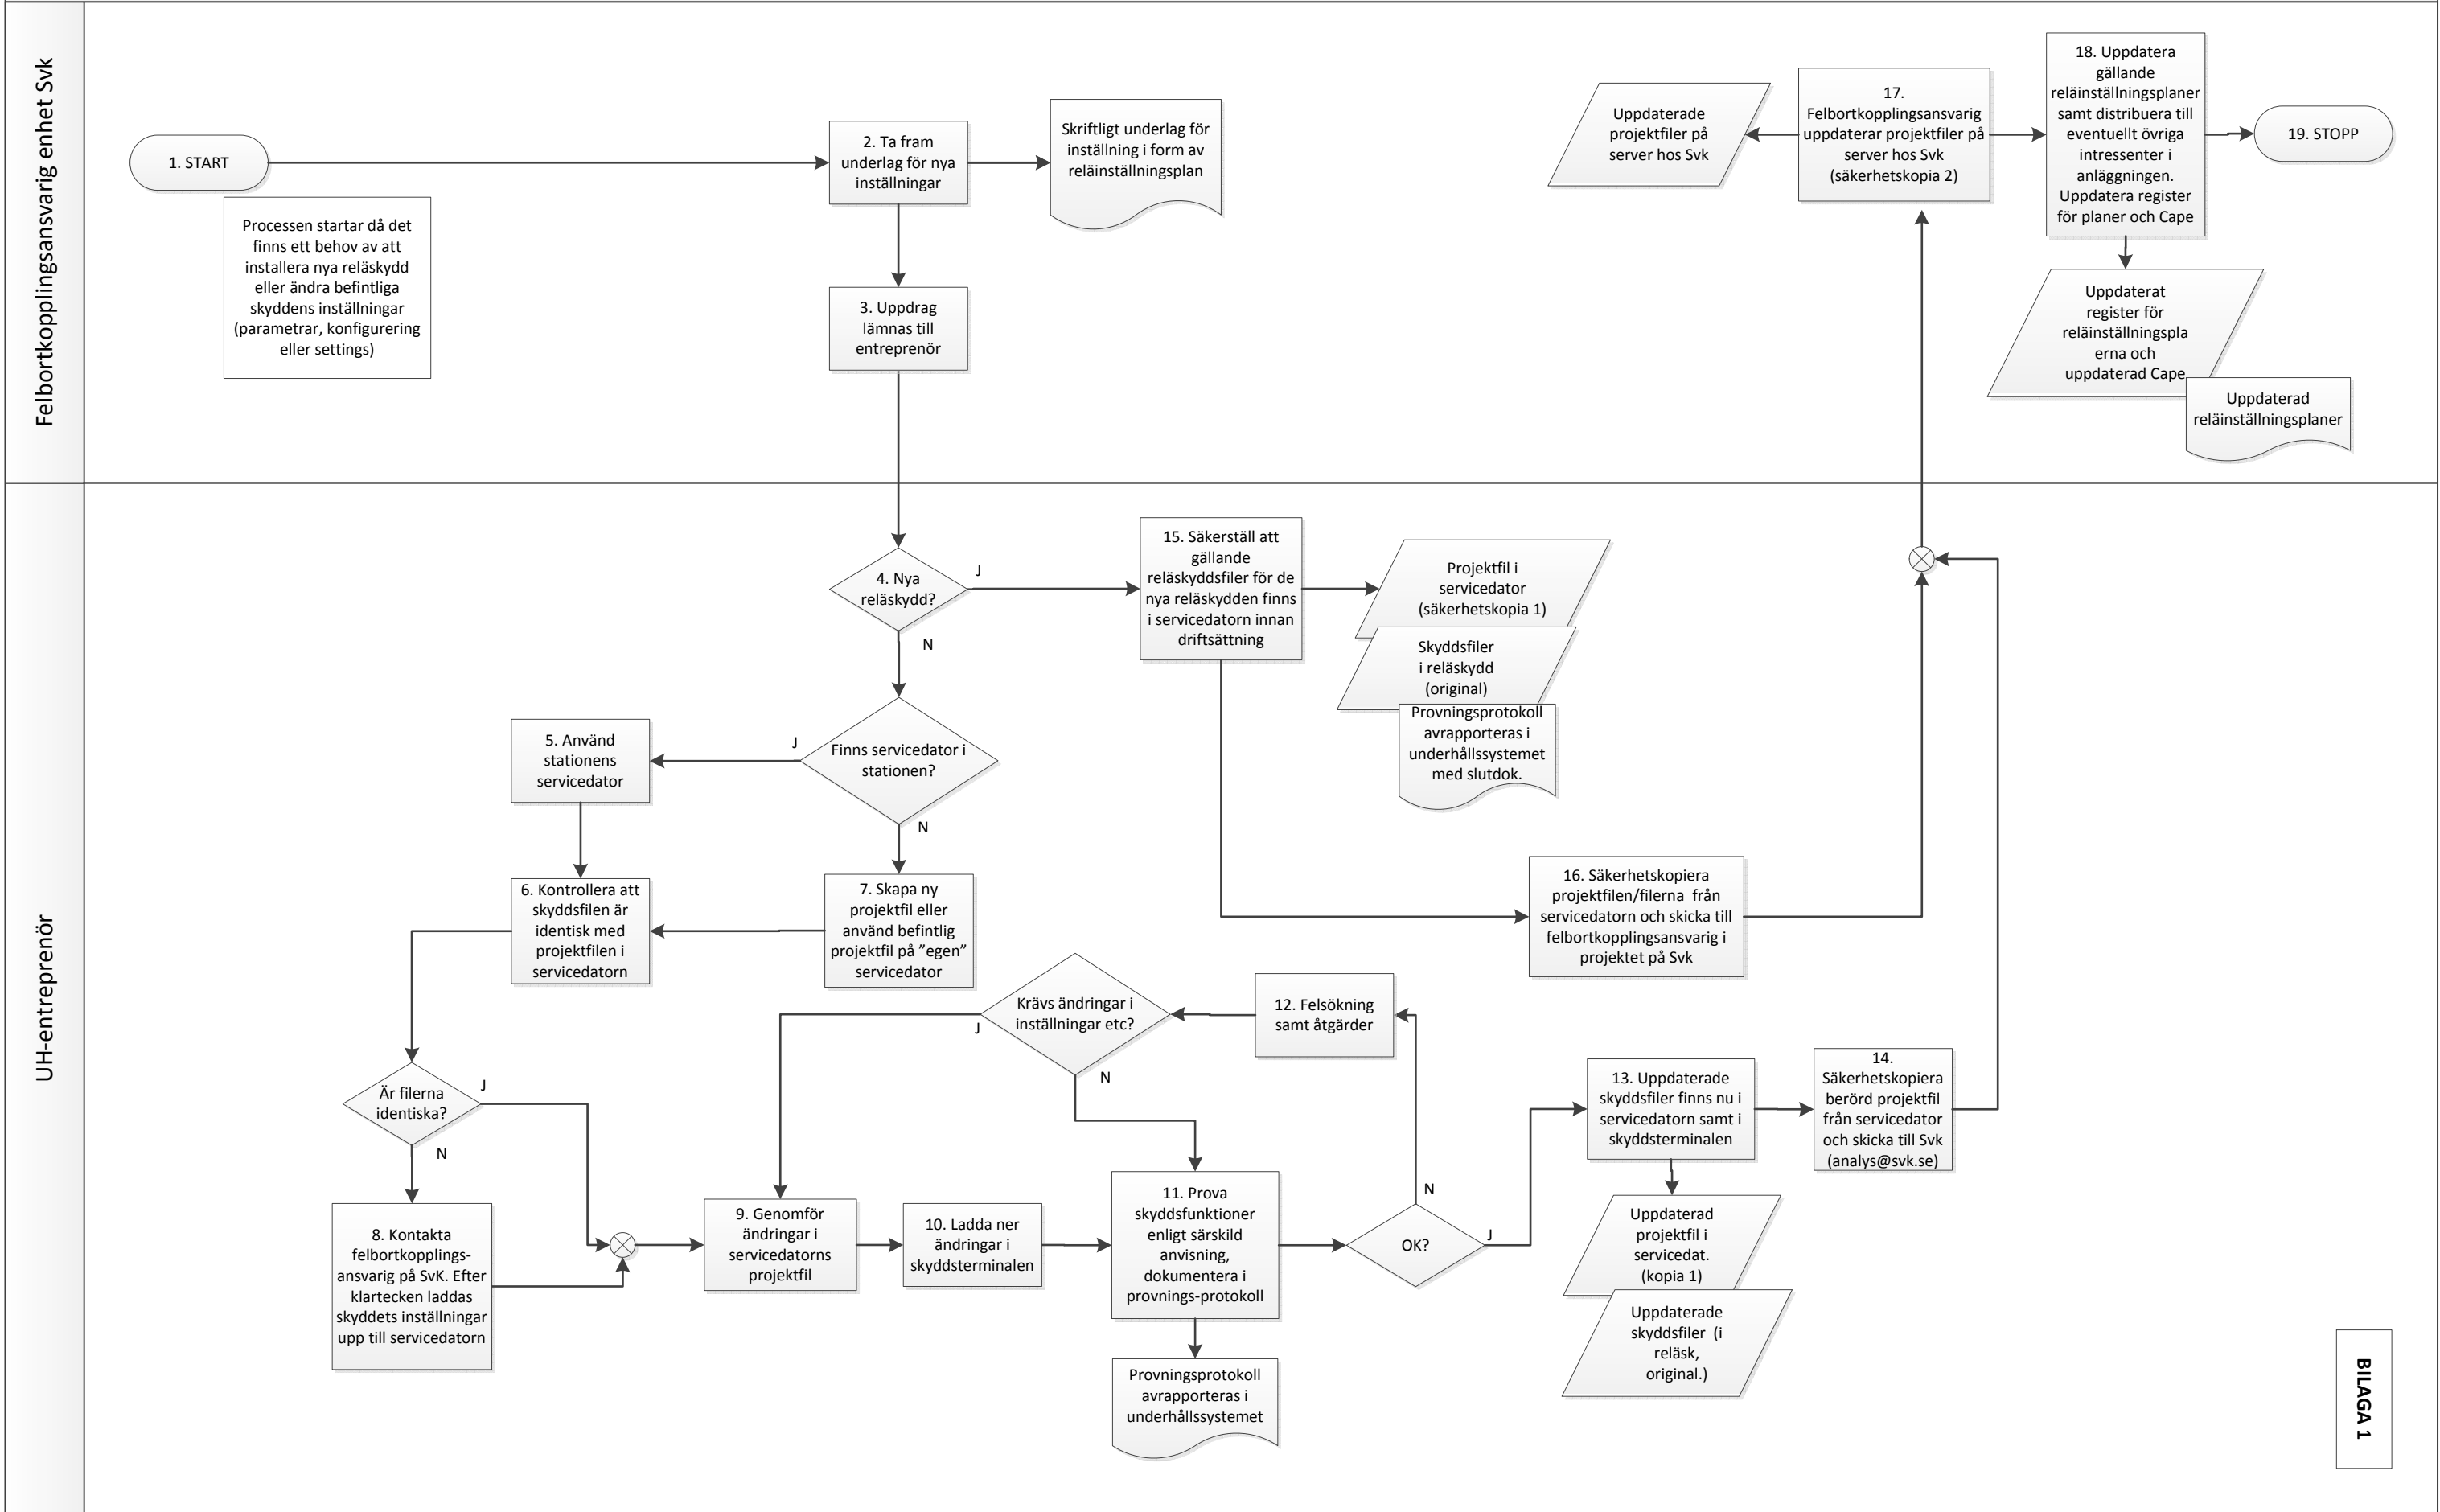 Felbortkopplingsansvarig enhet Svk
1. START
Processen startar då det
finns ett behov av att
installera nya reläskydd
eller ändra befintliga
skyddens inställningar
(parametrar, konfigurering
eller settings)
2. Ta fram
underlag för nya
inställningar
Skriftligt underlag för
inställning i form av
reläinställningsplan
3. Uppdrag
lämnas till
entreprenör
Uppdaterade
projektfiler på
server hos Svk
17.
Felbortkopplingsansvarig
uppdaterar projektfiler på
server hos Svk
(säkerhetskopia 2)
18. Uppdatera
gällande
reläinställningsplaner
samt distribuera till
eventuellt övriga
intressenter i
anläggningen.
Uppdatera register
för planer och Cape
19. STOPP
Uppdaterat
register för
reläinställningspla
erna och
uppdaterad Cape
Uppdaterad
reläinställningsplaner
UH-entreprenör
4. Nya
reläskydd?
J
N
15. Säkerställ att
gällande
reläskyddsfiler för de
nya reläskydden finns
i servicedatorn innan
driftsättning
Projektfil i
servicedator
(säkerhetskopia 1)
Skyddsfiler
i reläskydd
(original)
Provningsprotokoll
avrapporteras i
underhållssystemet
med slutdok.
Finns servicedator i
stationen?
J
N
5. Använd
stationens
servicedator
6. Kontrollera att
skyddsfilen är
identisk med
projektfilen i
servicedatorn
7. Skapa ny
projektfil eller
använd befintlig
projektfil på ”egen”
servicedator
16. Säkerhetskopiera
projektfilen/filerna  från
servicedatorn och skicka till
felbortkopplingsansvarig i
projektet på Svk
Krävs ändringar i
inställningar etc?
J
N
12. Felsökning
samt åtgärder
Är filerna
identiska?
J
N
8. Kontakta
felbortkopplings-
ansvarig på SvK. Efter
klartecken laddas
skyddets inställningar
upp till servicedatorn
9. Genomför
ändringar i
servicedatorns
projektfil
10. Ladda ner
ändringar i
skyddsterminalen
11. Prova
skyddsfunktioner
enligt särskild
anvisning,
dokumentera i
provnings-protokoll
Provningsprotokoll
avrapporteras i
underhållssystemet
OK?
N
J
13. Uppdaterade
skyddsfiler finns nu i
servicedatorn samt i
skyddsterminalen
14.
Säkerhetskopiera
berörd projektfil
från servicedator
och skicka till Svk
(analys@svk.se)
Uppdaterad
projektfil i
servicedat.
(kopia 1)
Uppdaterade
skyddsfiler  (i
reläsk,
original.)
BILAGA 1